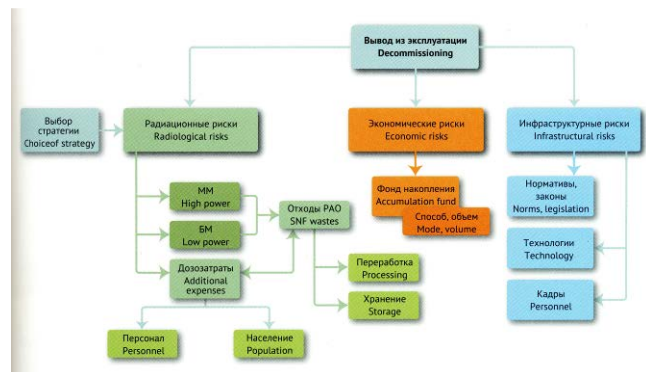 Вывод из эксплуатации
Decommissioning
Выбор
стратегии
Choiceof strategy
Радиационные риски
Radiological risks
Экономические риски
Economic risks
Инфраструктурные риски
Infrastructural risks
ММ
High power
БМ
Low power
Отходы РАО
SNF wastes
Фонд накопления
Accumulation fund
Способ, объем
Mode, volume
Нормативы,
законы
Norms, legislation
Дозозатраты
Additional
expenses
Переработка
Processing
Хранение
Storage
Технологии
Technology
Кадры
Personnel
Персонал
Personnel
Население
Population